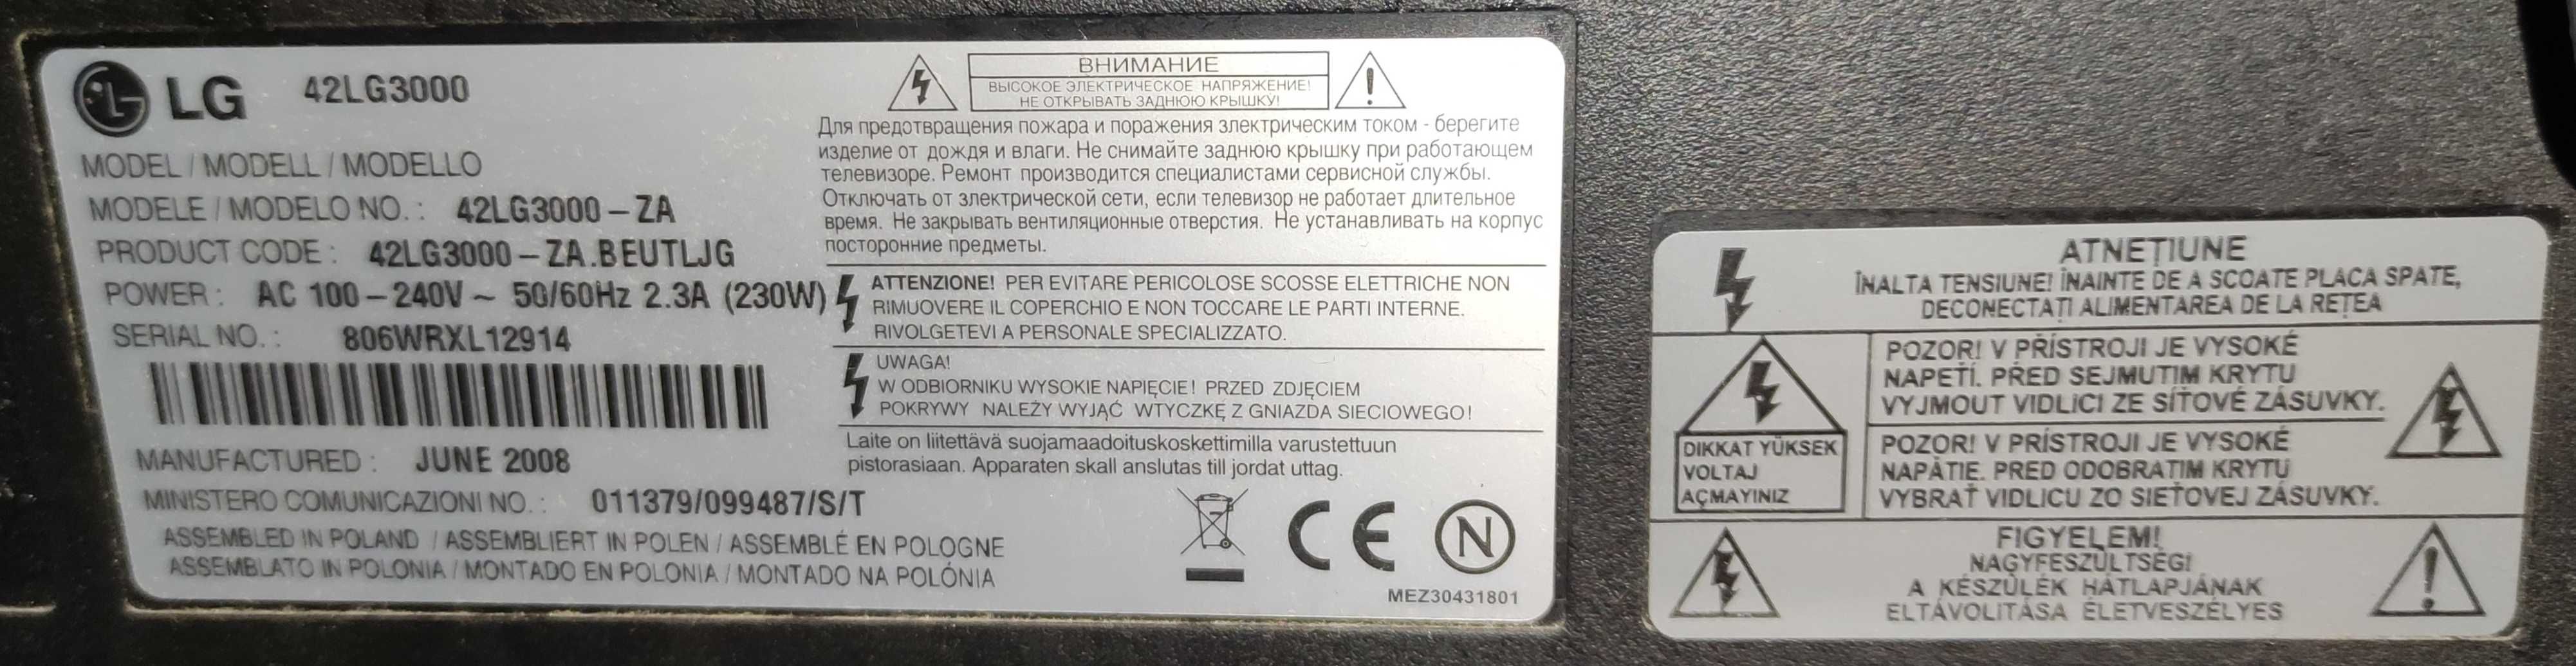 LG 42LG3000
MODEL / MODELL / MODELLO
MODELE / MODELO NO. : 42LG3000-ZA
PRODUCT CODE : 42LG3000-ZA.BEUTLJG
POWER : AC 100-240V ~ 50/60Hz 2.3A (230W)
SERIAL NO. : 806WRXL12914
MANUFACTURED : JUNE 2008
MINISTERO COMUNICAZIONI NO. : 011379/099487/S/T
ASSEMBLED IN POLAND / ASSEMBLIERT IN POLEN / ASSEMBLÉ EN POLOGNE
ASSEMBLATO IN POLONIA / MONTADO EN POLONIA / MONTADO NA POLÓNIA
ВНИМАНИЕ
ВЫСОКОЕ ЭЛЕКТРИЧЕСКОЕ НАПРЯЖЕНИЕ!
НЕ ОТКРЫВАТЬ ЗАДНЮЮ КРЫШКУ!
Для предотвращения пожара и поражения электрическим током - берегите
изделие от дождя и влаги. Не снимайте заднюю крышку при работающем
телевизоре. Ремонт производится специалистами сервисной службы.
Отключать от электрической сети, если телевизор не работает длительное
время. Не закрывать вентиляционные отверстия. Не устанавливать на корпус
посторонние предметы.
ATTENZIONE! PER EVITARE PERICOLOSE SCOSSE ELETTRICHE NON
RIMUOVERE IL COPERCHIO E NON TOCCARE LE PARTI INTERNE.
RIVOLGETEVI A PERSONALE SPECIALIZZATO.
UWAGA!
W ODBIORNIKU WYSOKIE NAPIĘCIE! PRZED ZDJĘCIEM
POKRYWY NALEŻY WYJĄĆ WTYCZKĘ Z GNIAZDA SIECIOWEGO!
Laite on liitettävä suojamaadoituskoskettimilla varustettuun
pistorasiaan. Apparaten skall anslutas till jordat uttag.
CE N
MEZ30431801
ATNEȚIUNE
ÎNALTA TENSIUNE! ÎNAINTE DE A SCOATE PLACA SPATE,
DECONECTAȚI ALIMENTAREA DE LA REȚEA
DIKKAT YÜKSEK
VOLTAJ
AÇMAYINIZ
POZOR! V PŘÍSTROJI JE VYSOKÉ
NAPETÍ. PŘED SEJMUTIM KRYTU
VYJMOUT VIDLICI ZE SÍŤOVÉ ZÁSUVKY.
POZOR! V PRÍSTROJI JE VYSOKÉ
NAPÄTIE. PRED ODOBRATIM KRYTU
VYBRAŤ VIDLICU ZO SIEŤOVEJ ZÁSUVKY.
FIGYELEM!
NAGYFESZÜLTSÉG!
A KÉSZÜLÉK HÁTLAPJÁNAK
ELTÁVOLITÁSA ÉLETVESZÉLYES